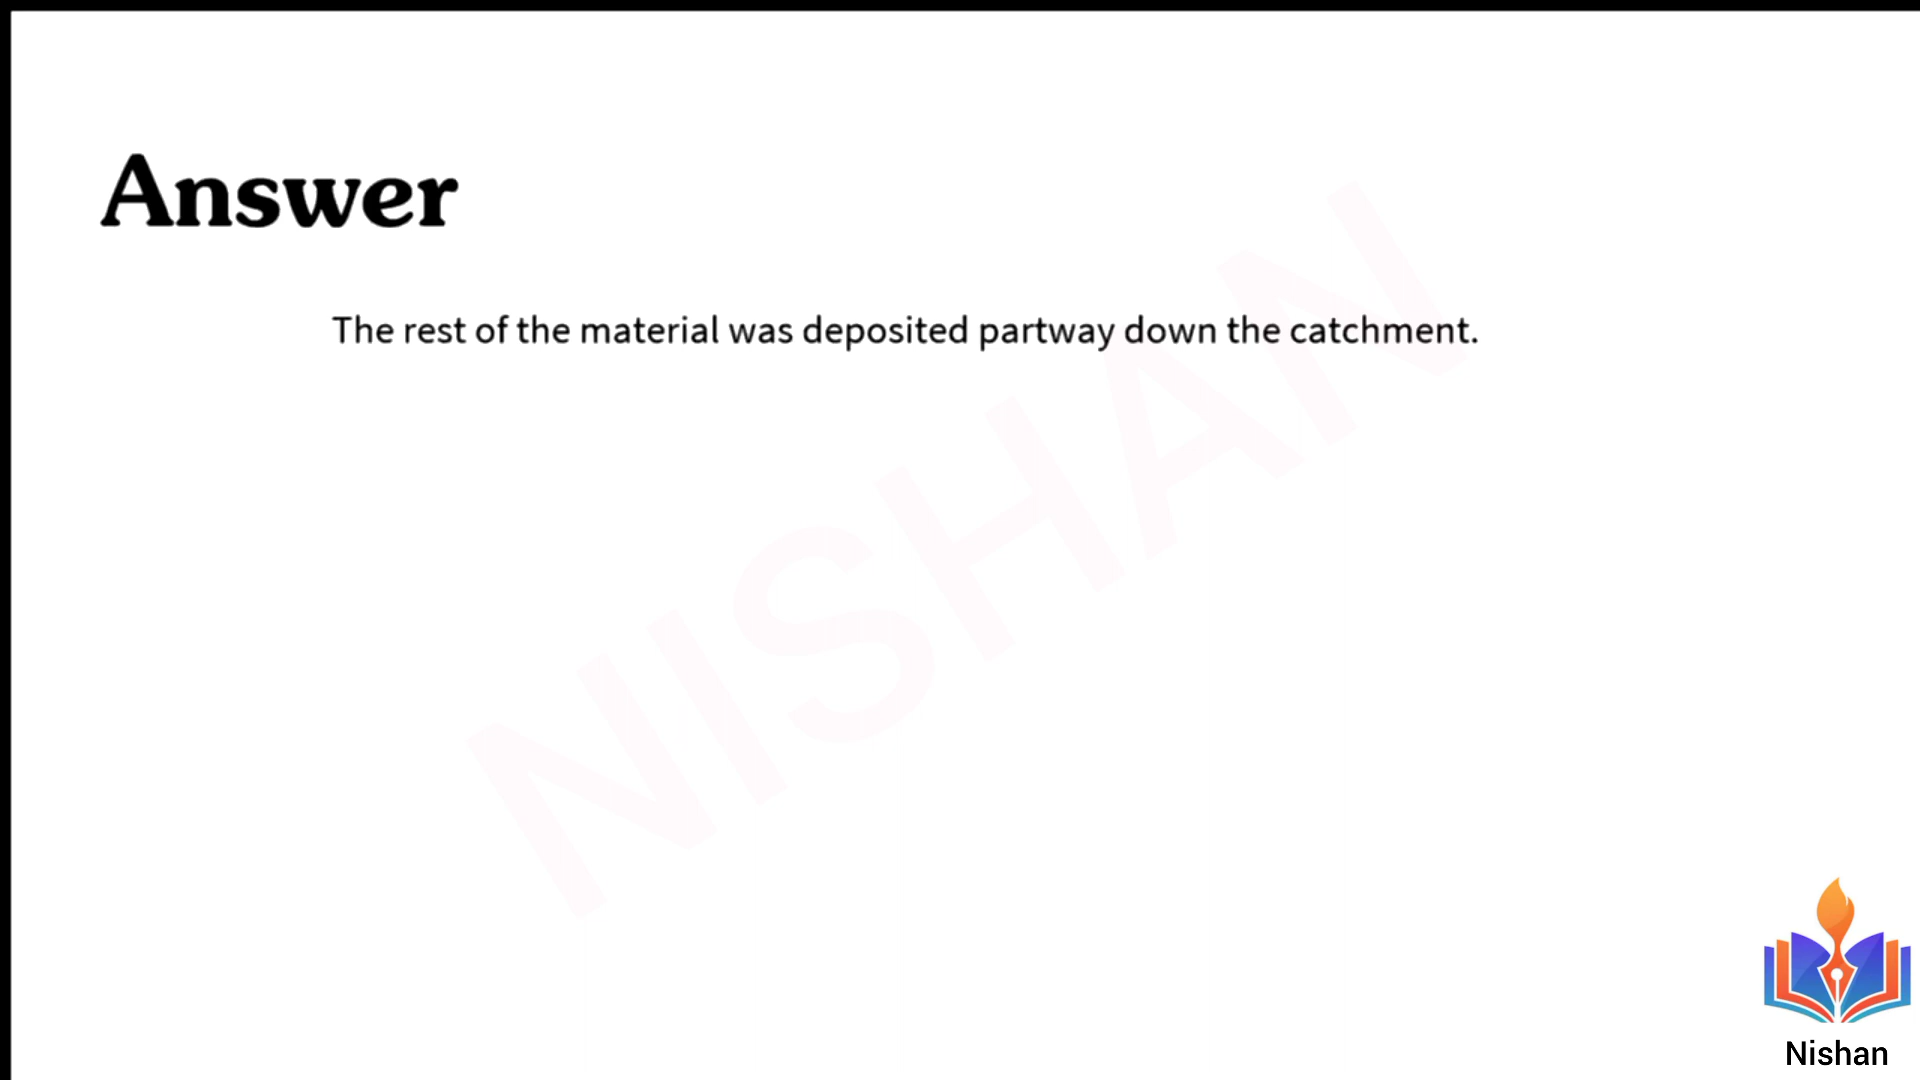 Answer
The rest of the material was deposited partway down the catchment.
NISHAN
Nishan